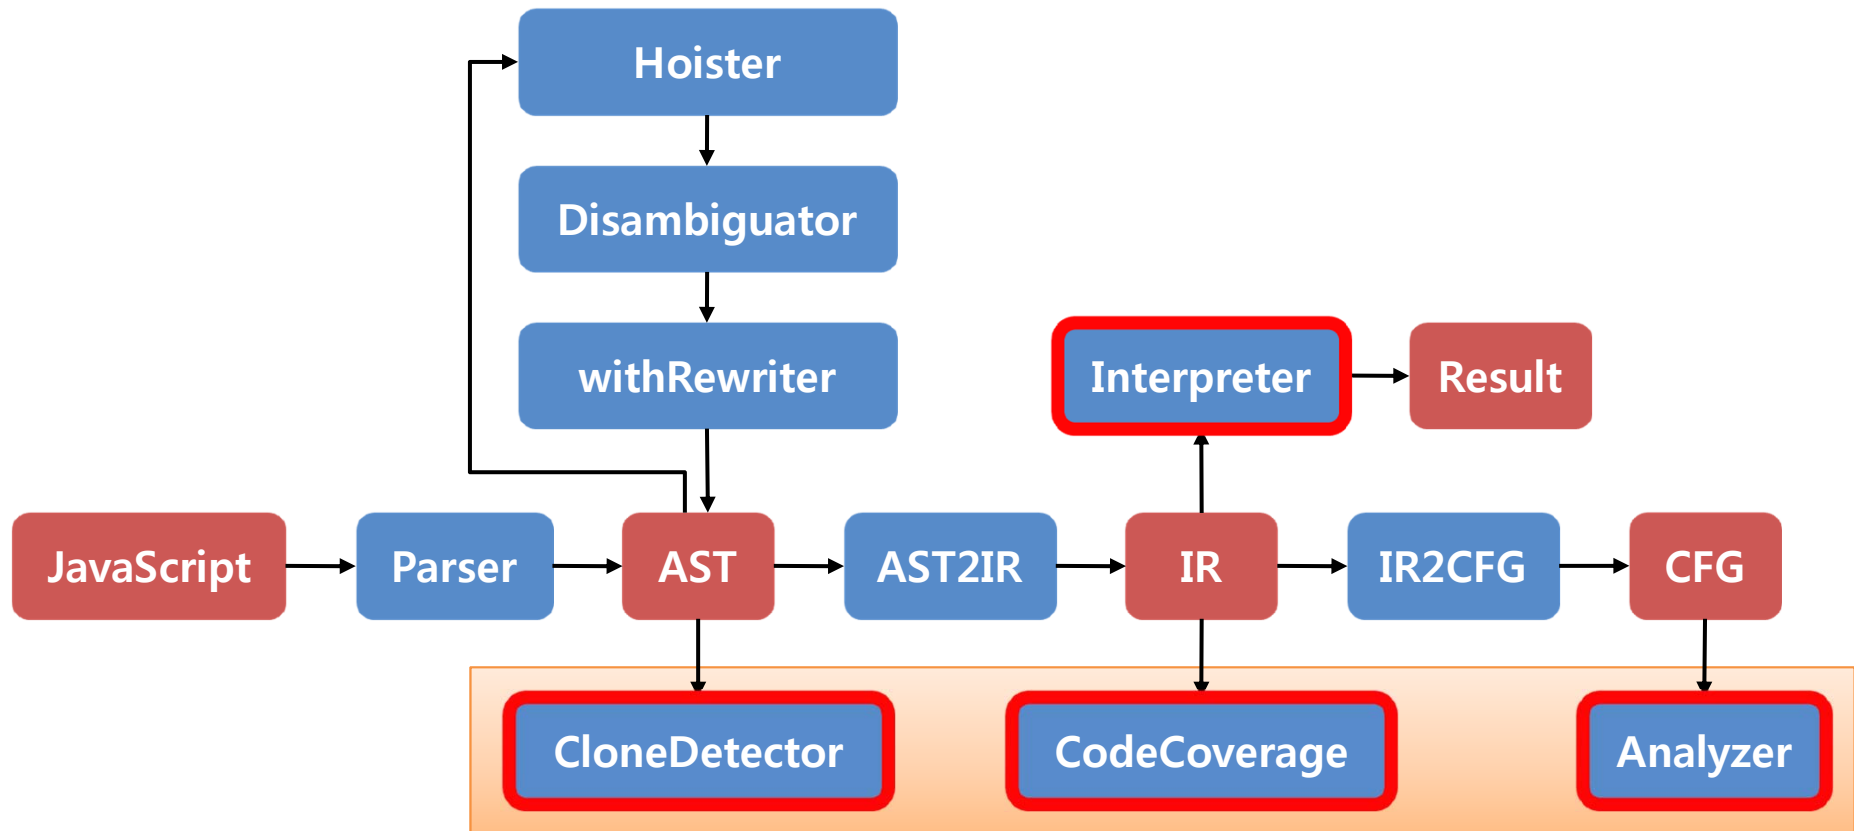 Hoister
Disambiguator
withRewriter
Interpreter
Result
JavaScript
Parser
AST
AST2IR
IR
IR2CFG
CFG
CloneDetector
CodeCoverage
Analyzer